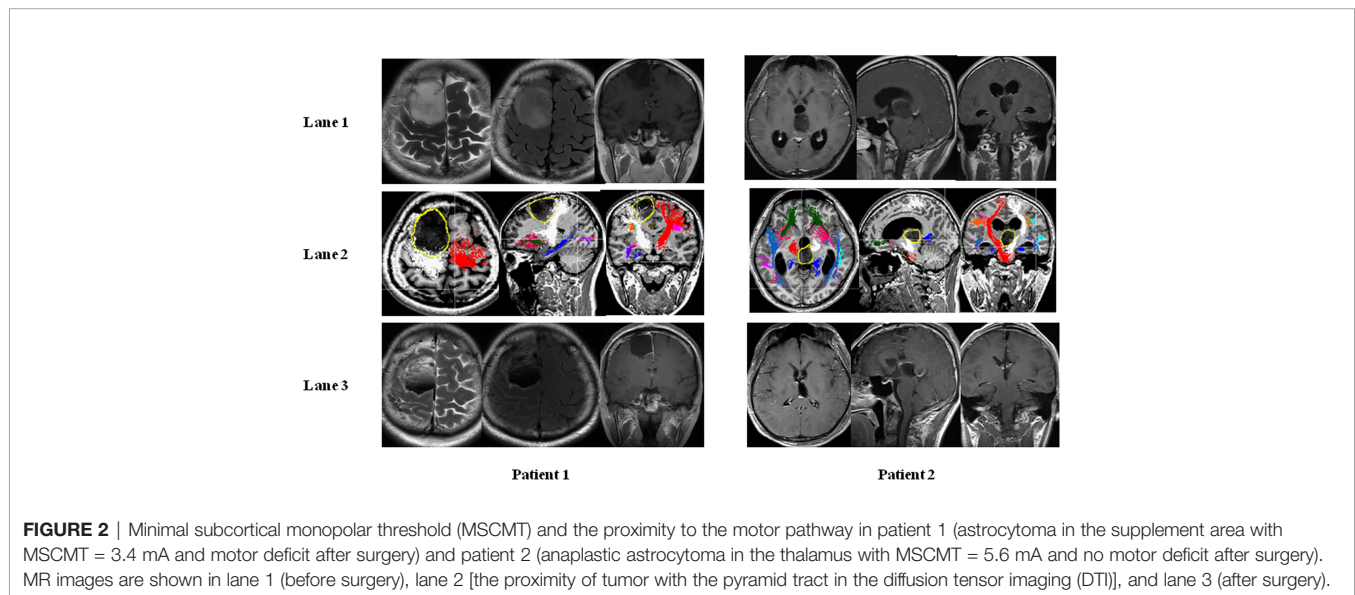 Lane 1
Lane 2
Lane 3
Patient 1
Patient 2
FIGURE 2 | Minimal subcortical monopolar threshold (MSCMT) and the proximity to the motor pathway in patient 1 (astrocytoma in the supplement area with
MSCMT = 3.4 mA and motor deficit after surgery) and patient 2 (anaplastic astrocytoma in the thalamus with MSCMT = 5.6 mA and no motor deficit after surgery).
MR images are shown in lane 1 (before surgery), lane 2 [the proximity of tumor with the pyramid tract in the diffusion tensor imaging (DTI)], and lane 3 (after surgery).